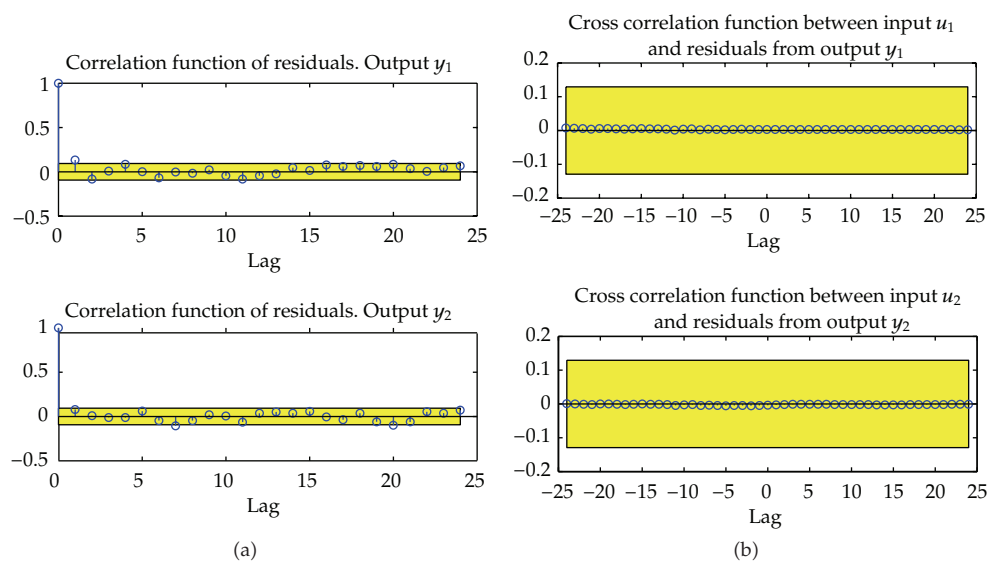 Correlation function of residuals. Output y1
1
0.5
0
−0.5
0 5 10 15 20 25
Lag
Correlation function of residuals. Output y2
1
0.5
0
−0.5
0 5 10 15 20 25
Lag
(a)
Cross correlation function between input u1
and residuals from output y1
0.2
0.1
0
−0.1
−0.2
−25 −20 −15 −10 −5 0 5 10 15 20 25
Lag
Cross correlation function between input u2
and residuals from output y2
0.2
0.1
0
−0.1
−0.2
−25 −20 −15 −10 −5 0 5 10 15 20 25
Lag
(b)